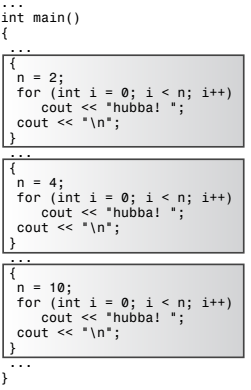 ...
int main()
{
...
{
n = 2;
for (int i = 0; i < n; i++)
cout << "hubba! ";
cout << "\n";
}
...
{
n = 4;
for (int i = 0; i < n; i++)
cout << "hubba! ";
cout << "\n";
}
...
{
n = 10;
for (int i = 0; i < n; i++)
cout << "hubba! ";
cout << "\n";
}
...
}